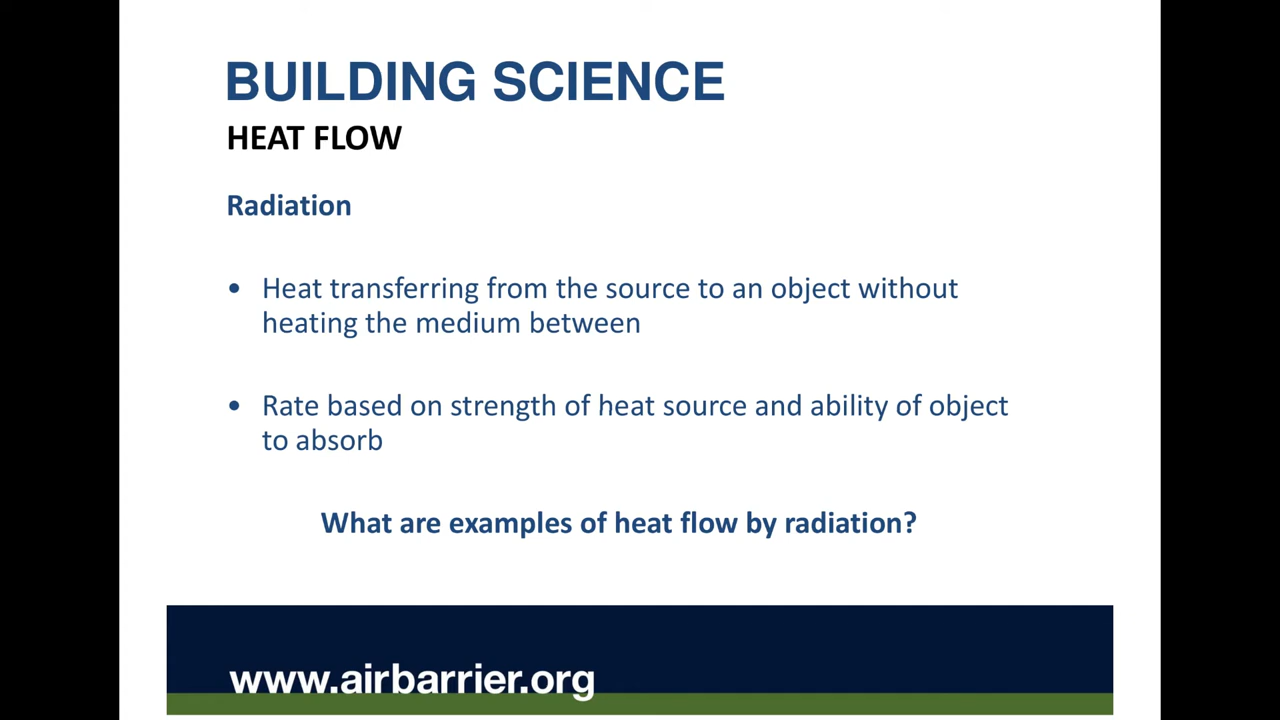 BUILDING SCIENCE
HEAT FLOW
Radiation
• Heat transferring from the source to an object without
heating the medium between
• Rate based on strength of heat source and ability of object
to absorb
What are examples of heat flow by radiation?
www.airbarrier.org